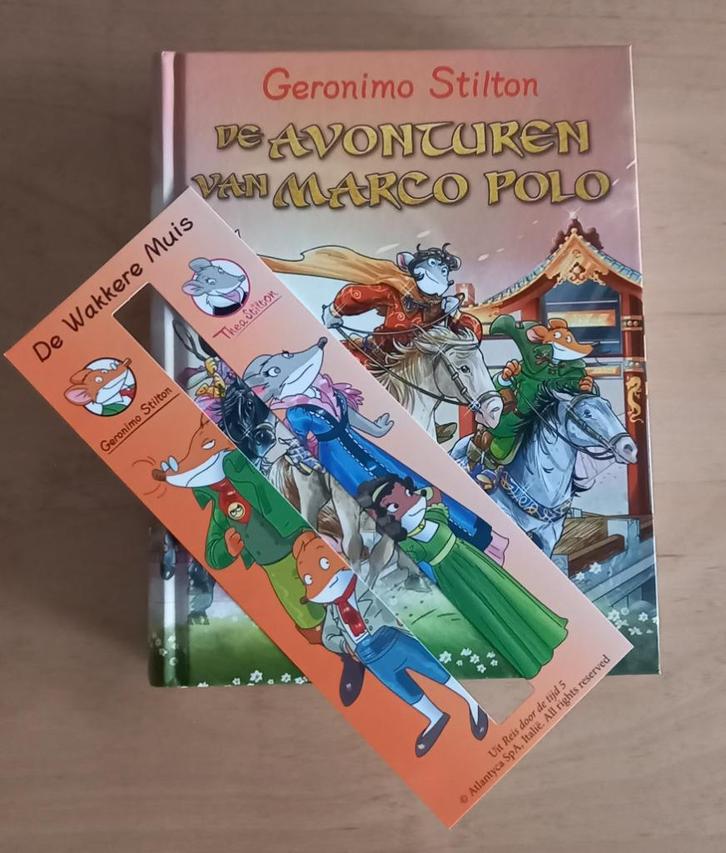 Geronimo Stilton
DE AVONTUREN
VAN MARCO POLO
De Wakkere Muis
Thea Stilton
Geronimo Stilton
Uit Reis door de tijd 5
© Atlantyca SpA, Italië. All rights reserved